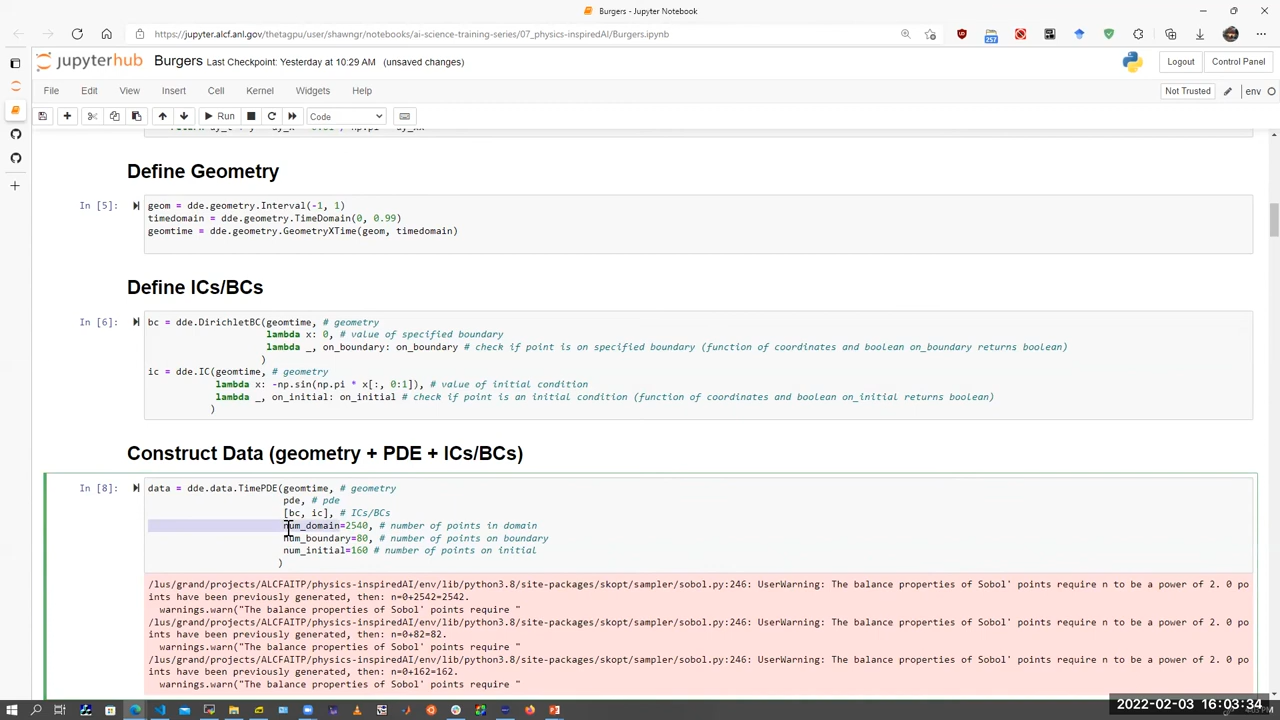 Burgers - Jupyter Notebook
https://jupyter.alcf.anl.gov/thetagpu/user/shawngr/notebooks/ai-science-training-series/07_physics-inspiredAI/Burgers.ipynb
257
jupyterhub Burgers Last Checkpoint: Yesterday at 10:29 AM (unsaved changes)
Logout Control Panel
File Edit View Insert Cell Kernel Widgets Help
Not Trusted env
Run Code
Define Geometry
In [5]: geom = dde.geometry.Interval(-1, 1)
timedomain = dde.geometry.TimeDomain(0, 0.99)
geomtime = dde.geometry.GeometryXTime(geom, timedomain)
Define ICs/BCs
In [6]: bc = dde.DirichletBC(geomtime, # geometry
lambda x: 0, # value of specified boundary
lambda _, on_boundary: on_boundary # check if point is on specified boundary (function of coordinates and boolean on_boundary returns boolean)
)
ic = dde.IC(geomtime, # geometry
lambda x: -np.sin(np.pi * x[:, 0:1]), # value of initial condition
lambda _, on_initial: on_initial # check if point is an initial condition (function of coordinates and boolean on_initial returns boolean)
)
Construct Data (geometry + PDE + ICs/BCs)
In [8]: data = dde.data.TimePDE(geomtime, # geometry
pde, # pde
[bc, ic], # ICs/BCs
num_domain=2540, # number of points in domain
num_boundary=80, # number of points on boundary
num_initial=160 # number of points on initial
)
/lus/grand/projects/ALCFAITP/physics-inspiredAI/env/lib/python3.8/site-packages/skopt/sampler/sobol.py:246: UserWarning: The balance properties of Sobol' points require n to be a power of 2. 0 po
ints have been previously generated, then: n=0+2542=2542.
warnings.warn("The balance properties of Sobol' points require "
/lus/grand/projects/ALCFAITP/physics-inspiredAI/env/lib/python3.8/site-packages/skopt/sampler/sobol.py:246: UserWarning: The balance properties of Sobol' points require n to be a power of 2. 0 po
ints have been previously generated, then: n=0+82=82.
warnings.warn("The balance properties of Sobol' points require "
/lus/grand/projects/ALCFAITP/physics-inspiredAI/env/lib/python3.8/site-packages/skopt/sampler/sobol.py:246: UserWarning: The balance properties of Sobol' points require n to be a power of 2. 0 po
ints have been previously generated, then: n=0+162=162.
warnings.warn("The balance properties of Sobol' points require "
2022-02-03 16:03:34